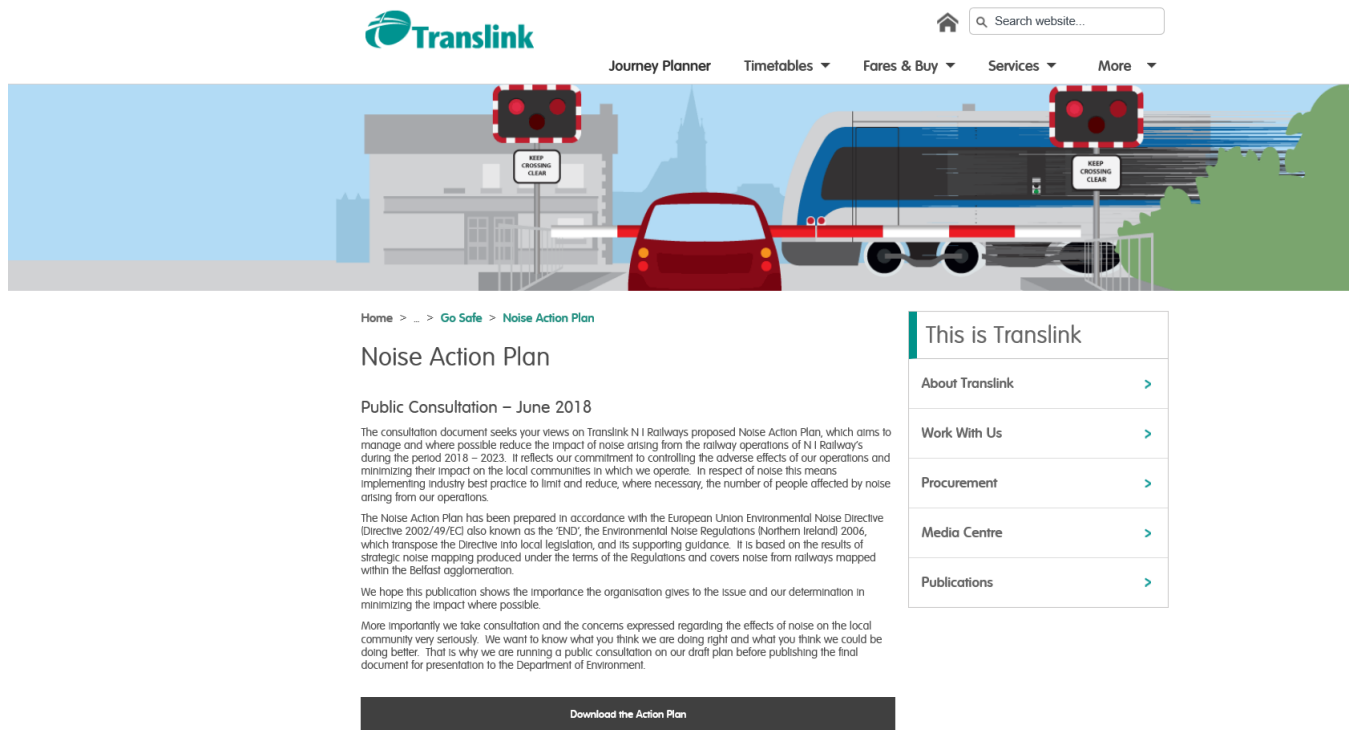 Translink
Search website...
Journey Planner Timetables Fares & Buy Services More
KEEP
CROSSING
CLEAR
KEEP
CROSSING
CLEAR
Home > ... > Go Safe > Noise Action Plan
Noise Action Plan
Public Consultation – June 2018
The consultation document seeks your views on Translink N I Railways proposed Noise Action Plan, which aims to
manage and where possible reduce the impact of noise arising from the railway operations of N I Railway's
during the period 2018 – 2023. It reflects our commitment to controlling the adverse effects of our operations and
minimizing their impact on the local communities in which we operate. In respect of noise this means
implementing industry best practice to limit and reduce, where necessary, the number of people affected by noise
arising from our operations.
The Noise Action Plan has been prepared in accordance with the European Union Environmental Noise Directive
(Directive 2002/49/EC) also known as the 'END', the Environmental Noise Regulations (Northern Ireland) 2006,
which transpose the Directive into local legislation, and its supporting guidance. It is based on the results of
strategic noise mapping produced under the terms of the Regulations and covers noise from railways mapped
within the Belfast agglomeration.
We hope this publication shows the importance the organisation gives to the issue and our determination in
minimizing the impact where possible.
More importantly we take consultation and the concerns expressed regarding the effects of noise on the local
community very seriously. We want to know what you think we are doing right and what you think we could be
doing better. That is why we are running a public consultation on our draft plan before publishing the final
document for presentation to the Department of Environment.
Download the Action Plan
This is Translink
About Translink >
Work With Us >
Procurement >
Media Centre >
Publications >